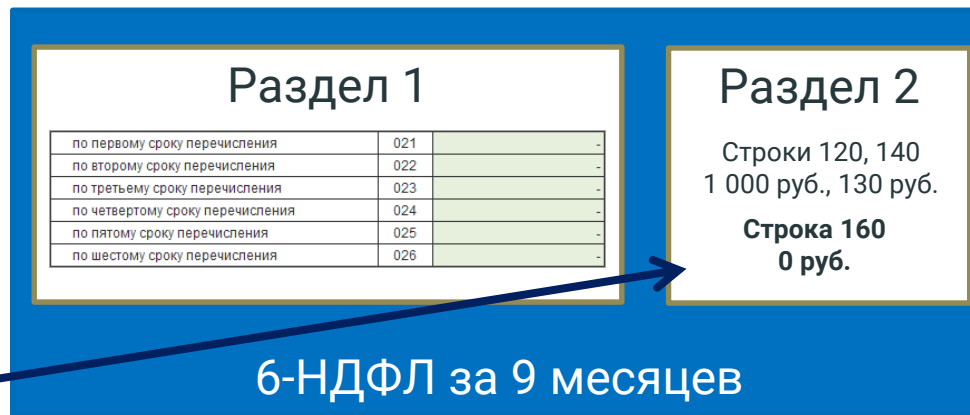 Раздел 1
по первому сроку перечисления 021 -
по второму сроку перечисления 022 -
по третьему сроку перечисления 023 -
по четвертому сроку перечисления 024 -
по пятому сроку перечисления 025 -
по шестому сроку перечисления 026 -
Раздел 2
Строки 120, 140
1 000 руб., 130 руб.
Строка 160
0 руб.
6-НДФЛ за 9 месяцев